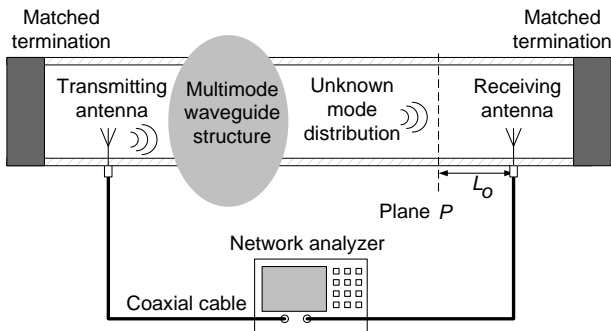 Matched
termination
Matched
termination
Transmitting
antenna
Multimode
waveguide
structure
Unknown
mode
distribution
Receiving
antenna
Lo
Plane P
Network analyzer
Coaxial cable